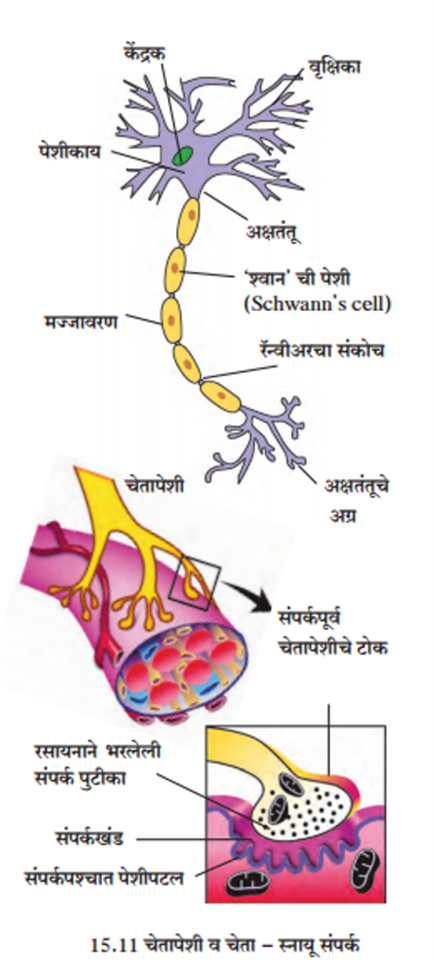 केंद्रक
वृक्षिका
पेशीकाय
अक्षतंतू
‘श्वान’ ची पेशी
(Schwann's cell)
मज्जावरण
रॅन्वीअरचा संकोच
चेतापेशी
अक्षतंतूचे
अग्र
संपर्कपूर्व
चेतापेशीचे टोक
रसायनाने भरलेली
संपर्क पुटीका
संपर्कखंड
संपर्कपश्चात पेशीपटल
15.11 चेतापेशी व चेता – स्नायू संपर्क